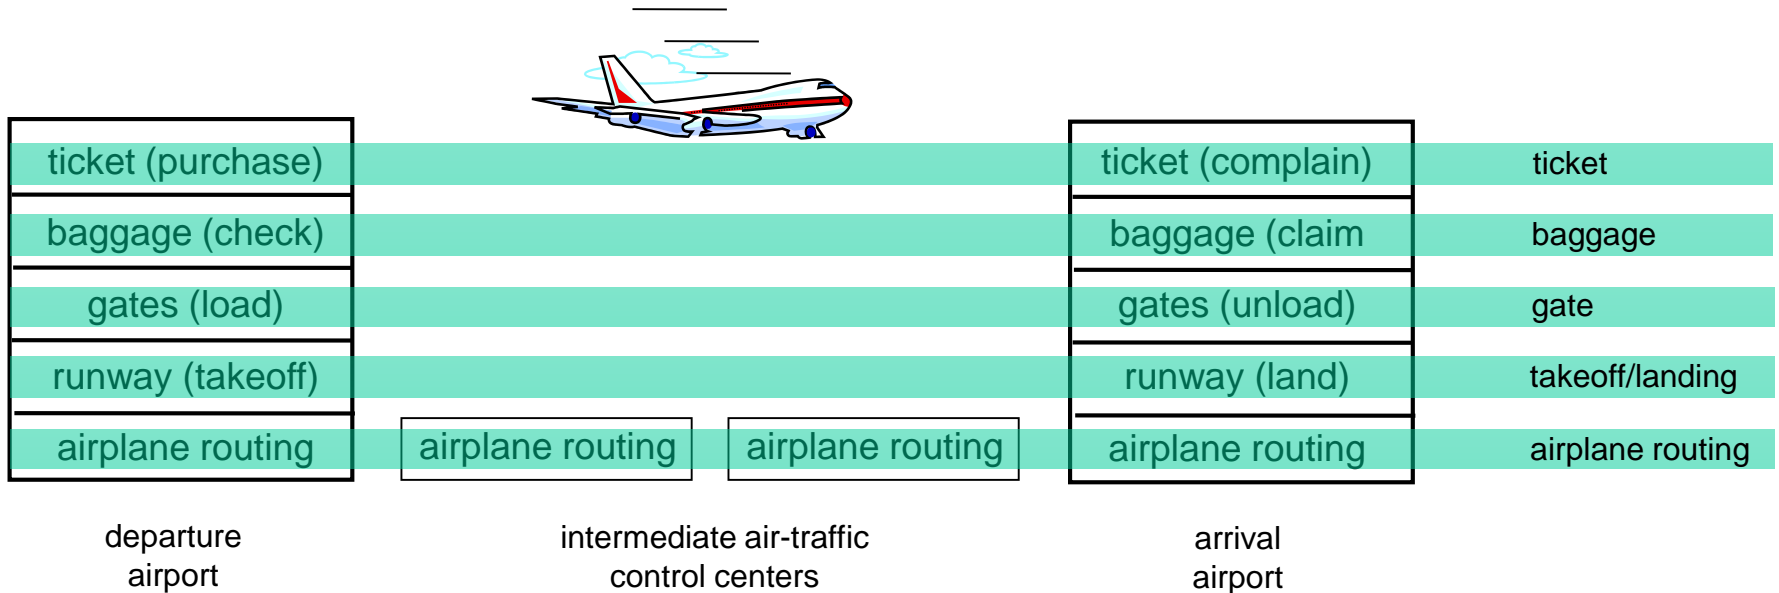 ticket (purchase)
ticket (complain)
ticket
baggage (check)
baggage (claim
baggage
gates (load)
gates (unload)
gate
runway (takeoff)
runway (land)
takeoff/landing
airplane routing
airplane routing
airplane routing
airplane routing
airplane routing
departure
airport
intermediate air-traffic
control centers
arrival
airport